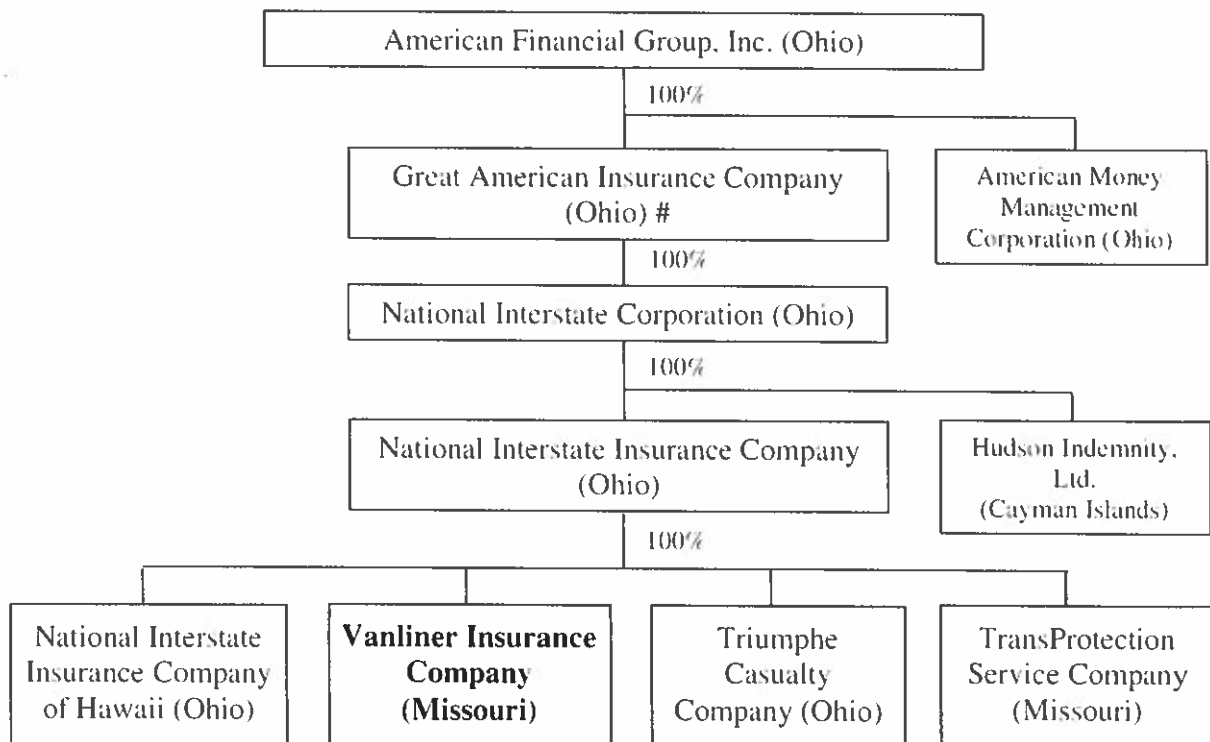 American Financial Group, Inc. (Ohio)
100%
Great American Insurance Company
(Ohio) #
American Money
Management
Corporation (Ohio)
100%
National Interstate Corporation (Ohio)
100%
National Interstate Insurance Company
(Ohio)
Hudson Indemnity,
Ltd.
(Cayman Islands)
100%
National Interstate
Insurance Company
of Hawaii (Ohio)
Vanliner Insurance
Company
(Missouri)
Triumphe
Casualty
Company (Ohio)
TransProtection
Service Company
(Missouri)